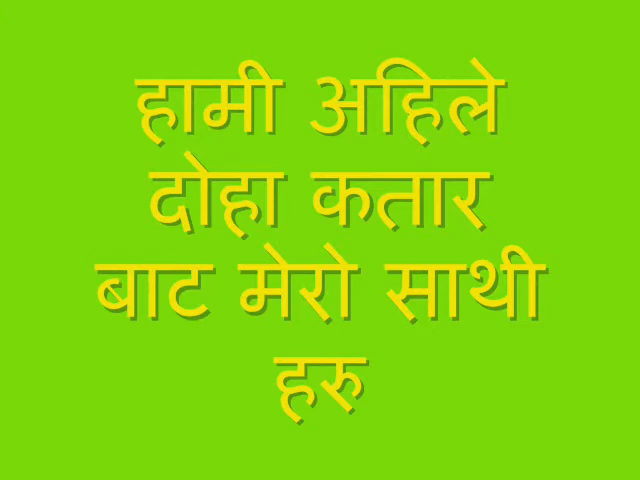 हामी अहिले
दोहा कतार
बाट मेरो साथी
हरु